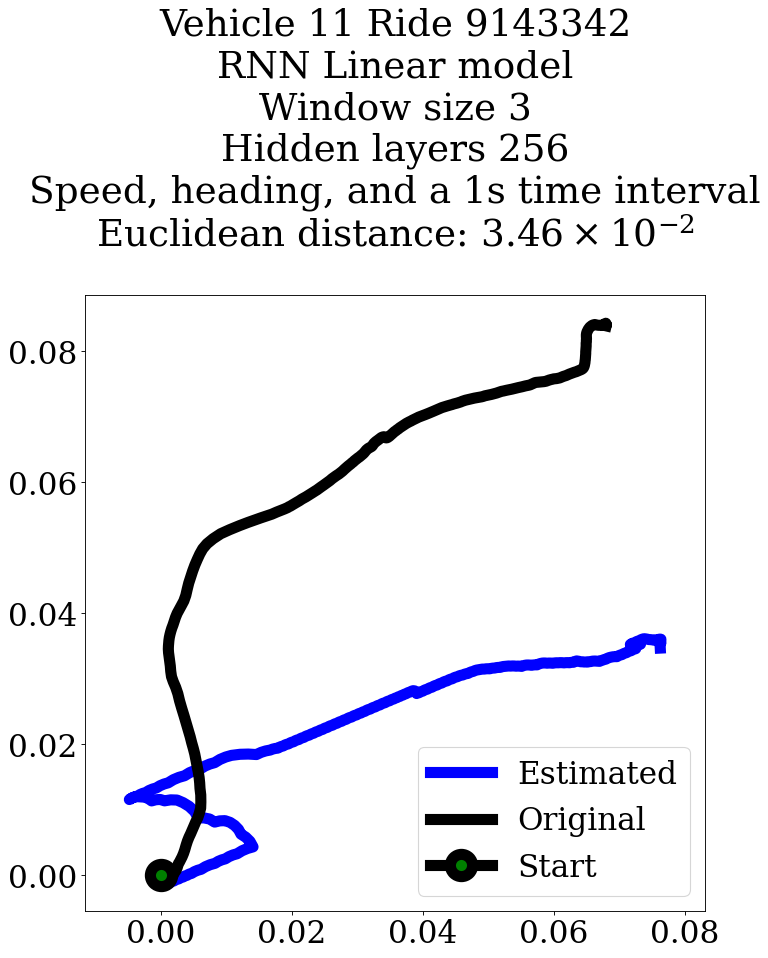 Vehicle 11 Ride 9143342
RNN Linear model
Window size 3
Hidden layers 256
Speed, heading, and a 1s time interval
Euclidean distance: 3.46 × 10⁻²
0.08
0.06
0.04
0.02
0.00
Estimated
Original
Start
0.00 0.02 0.04 0.06 0.08